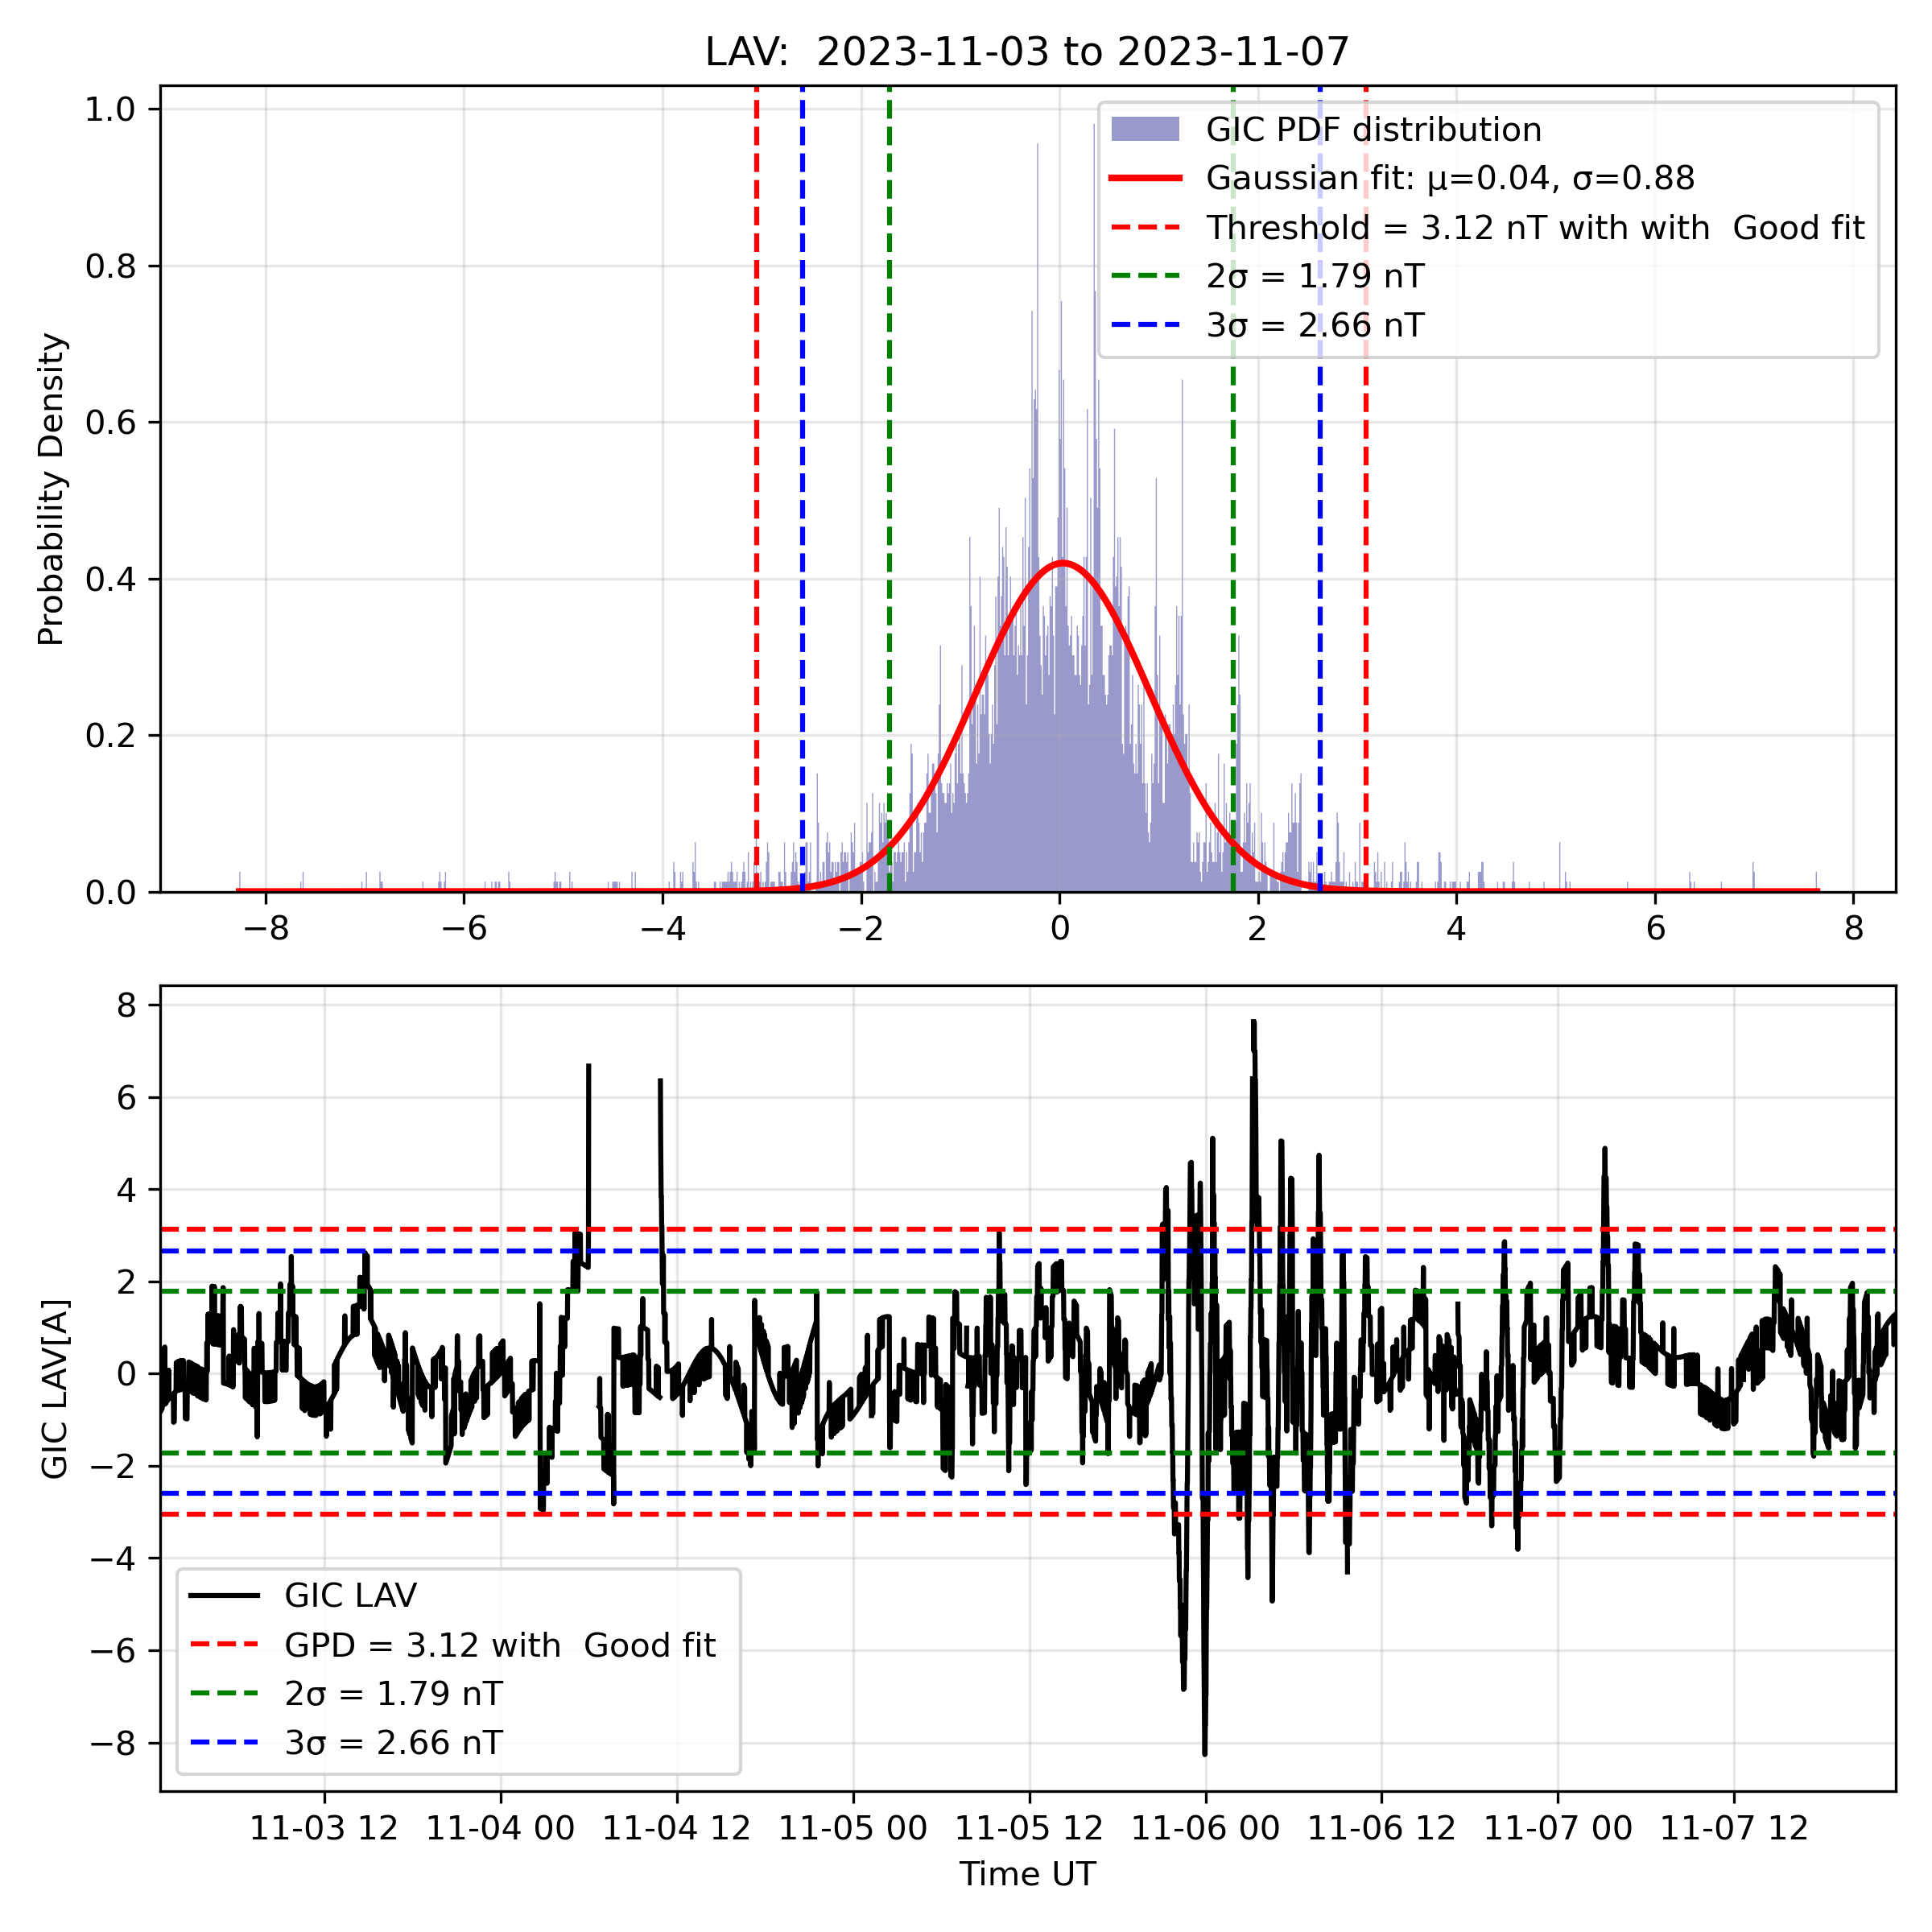 LAV:  2023-11-03 to 2023-11-07
1.0
0.8
0.6
0.4
0.2
0.0
Probability Density
GIC PDF distribution
Gaussian fit: μ=0.04, σ=0.88
Threshold = 3.12 nT with with  Good fit
2σ = 1.79 nT
3σ = 2.66 nT
−8 −6 −4 −2 0 2 4 6 8
8
6
4
2
0
−2
−4
−6
−8
GIC LAV[A]
GIC LAV
GPD = 3.12 with  Good fit
2σ = 1.79 nT
3σ = 2.66 nT
11-03 12 11-04 00 11-04 12 11-05 00 11-05 12 11-06 00 11-06 12 11-07 00 11-07 12
Time UT